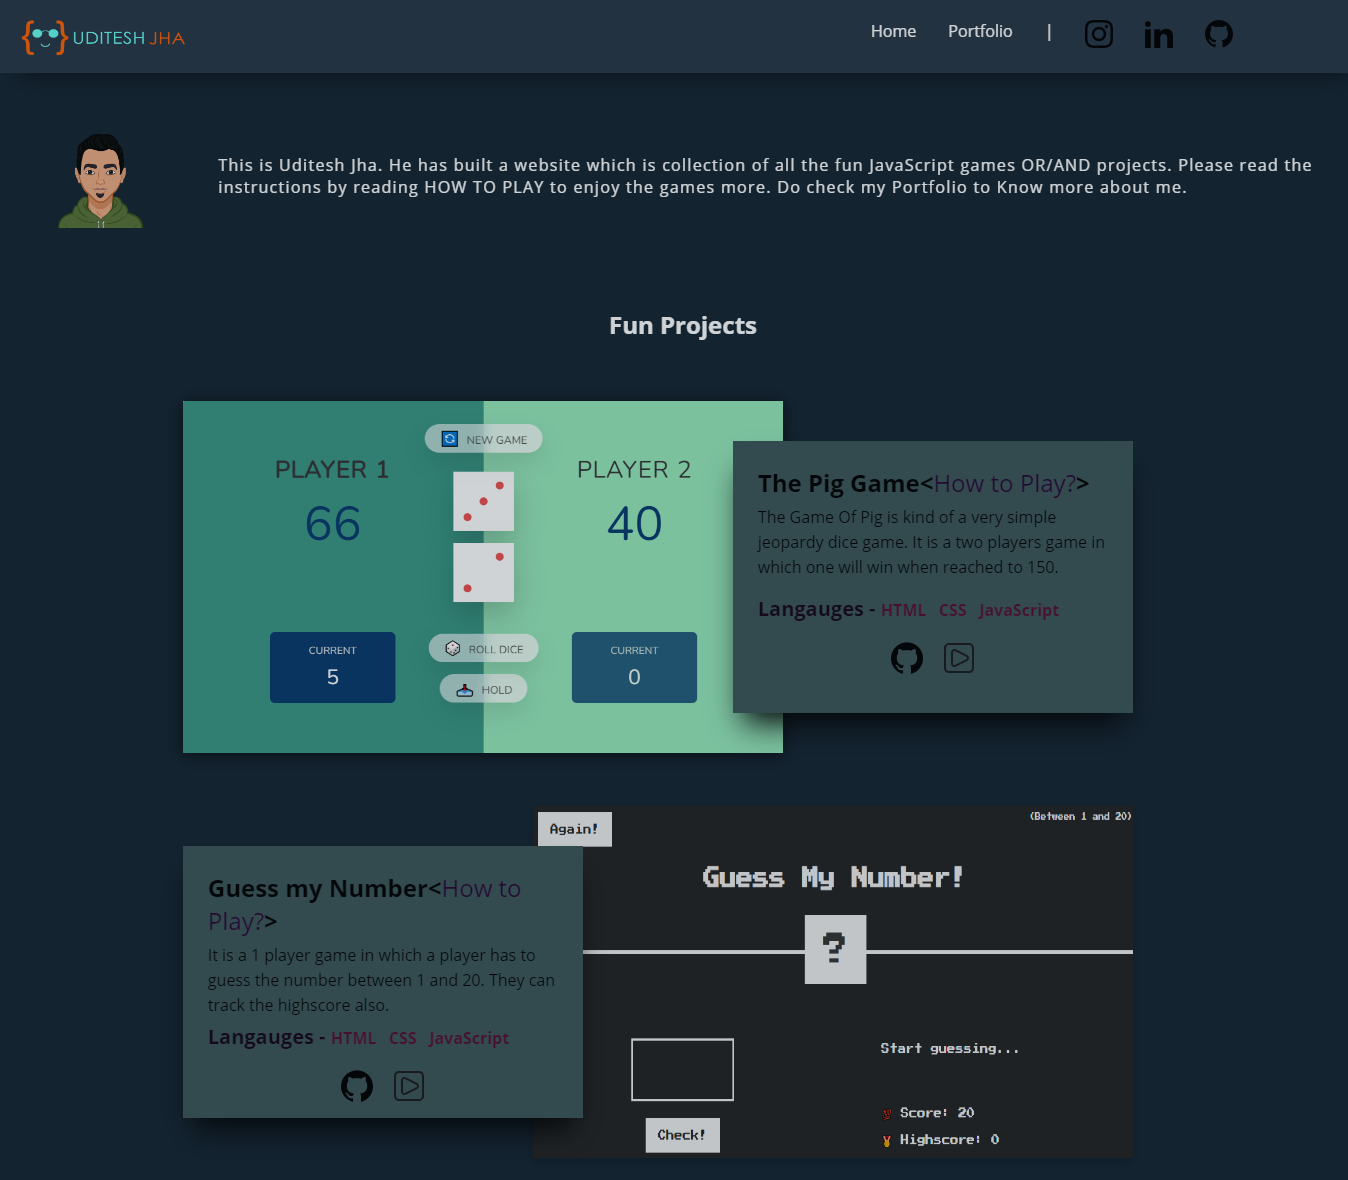 UDITESH JHA
Home Portfolio |
This is Uditesh Jha. He has built a website which is collection of all the fun JavaScript games OR/AND projects. Please read the
instructions by reading HOW TO PLAY to enjoy the games more. Do check my Portfolio to Know more about me.
Fun Projects
NEW GAME
PLAYER 1
66
PLAYER 2
40
CURRENT
5
ROLL DICE
HOLD
CURRENT
0
The Pig Game<How to Play?>
The Game Of Pig is kind of a very simple
jeopardy dice game. It is a two players game in
which one will win when reached to 150.
Langauges - HTML CSS JavaScript
Guess my Number<How to
Play?>
It is a 1 player game in which a player has to
guess the number between 1 and 20. They can
track the highscore also.
Langauges - HTML CSS JavaScript
Again!
(Between 1 and 20)
Guess My Number!
?
Start guessing...
Check!
Score: 20
Highscore: 0